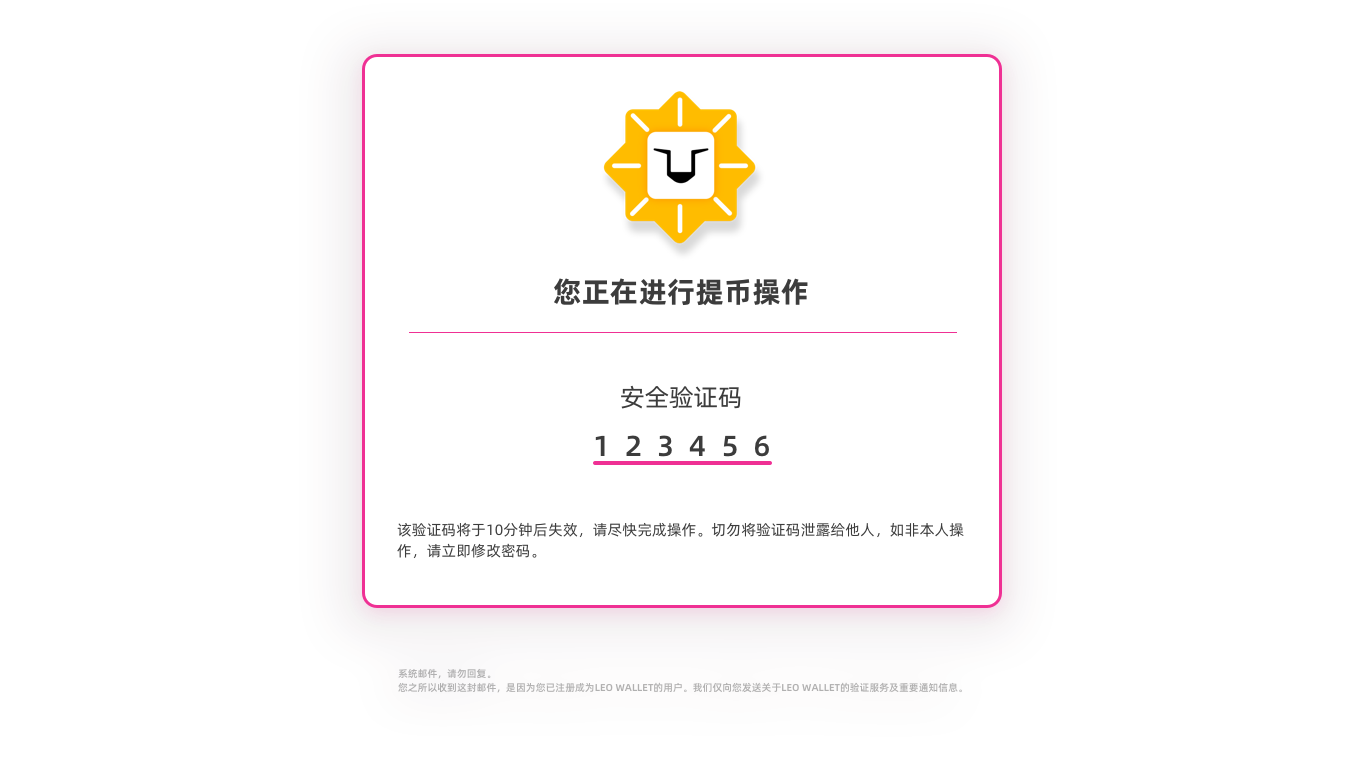 您正在进行提币操作
安全验证码
1 2 3 4 5 6
该验证码将于10分钟后失效，请尽快完成操作。切勿将验证码泄露给他人，如非本人操
作，请立即修改密码。
系统邮件，请勿回复。
您之所以收到这封邮件，是因为您已注册成为LEO WALLET的用户。我们仅向您发送关于LEO WALLET的验证服务及重要通知信息。